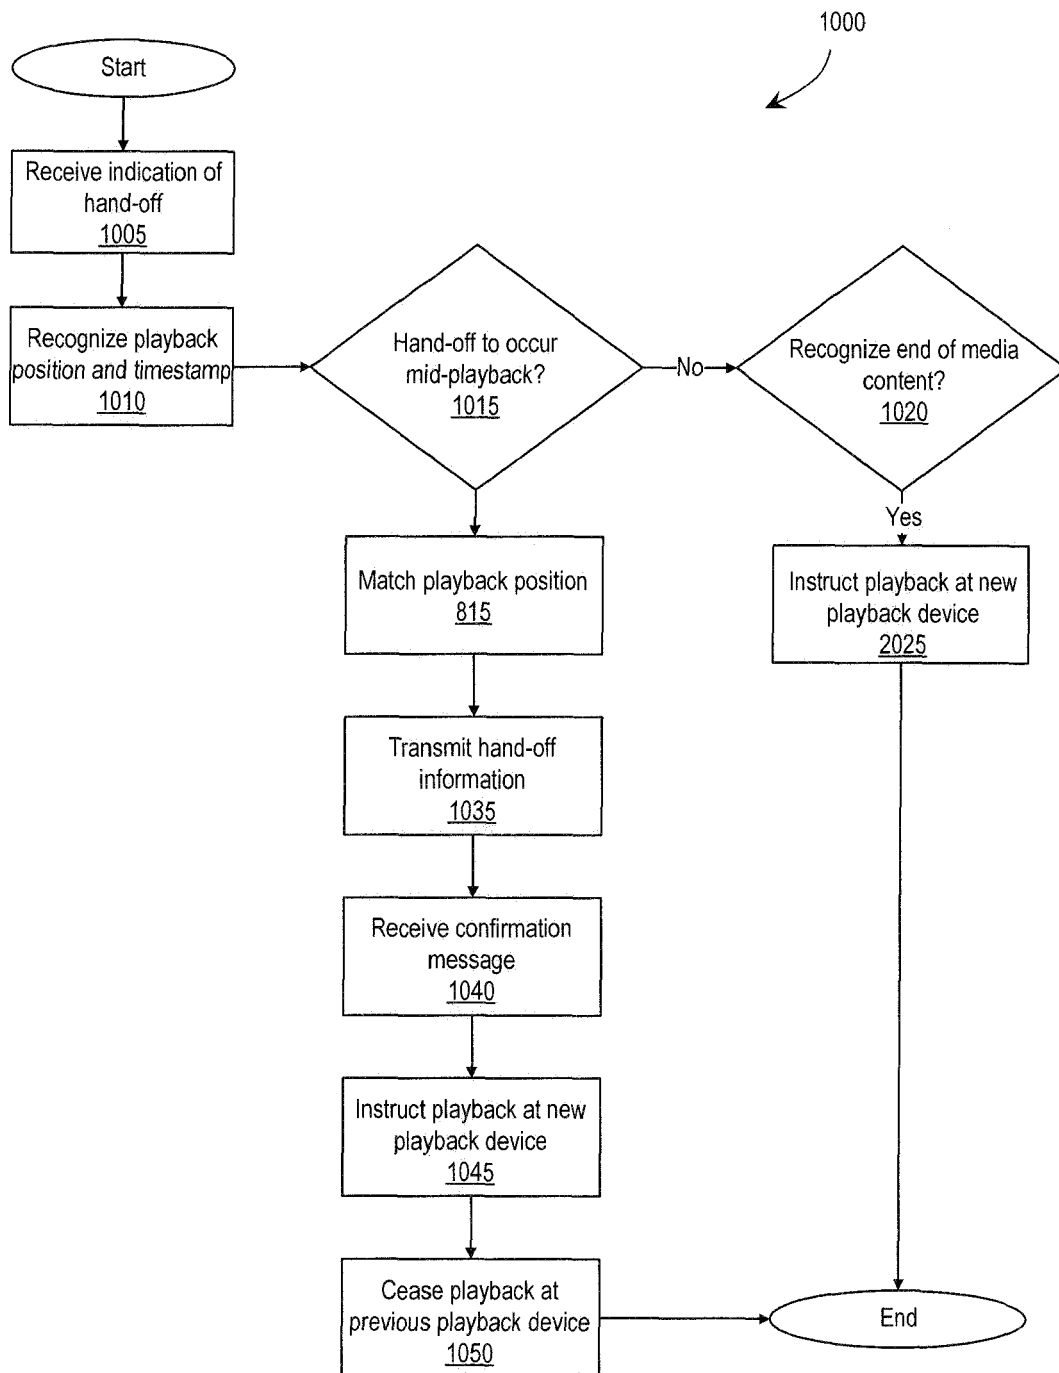 1000
Start
Receive indication of
hand-off
1005
Recognize playback
position and timestamp
1010
Hand-off to occur
mid-playback?
1015
No
Recognize end of media
content?
1020
Yes
Instruct playback at new
playback device
2025
Match playback position
815
Transmit hand-off
information
1035
Receive confirmation
message
1040
Instruct playback at new
playback device
1045
Cease playback at
previous playback device
1050
End